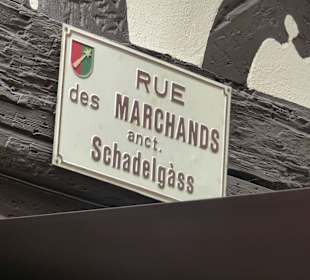 RUE
des MARCHANDS
anct.
Schadelgàss